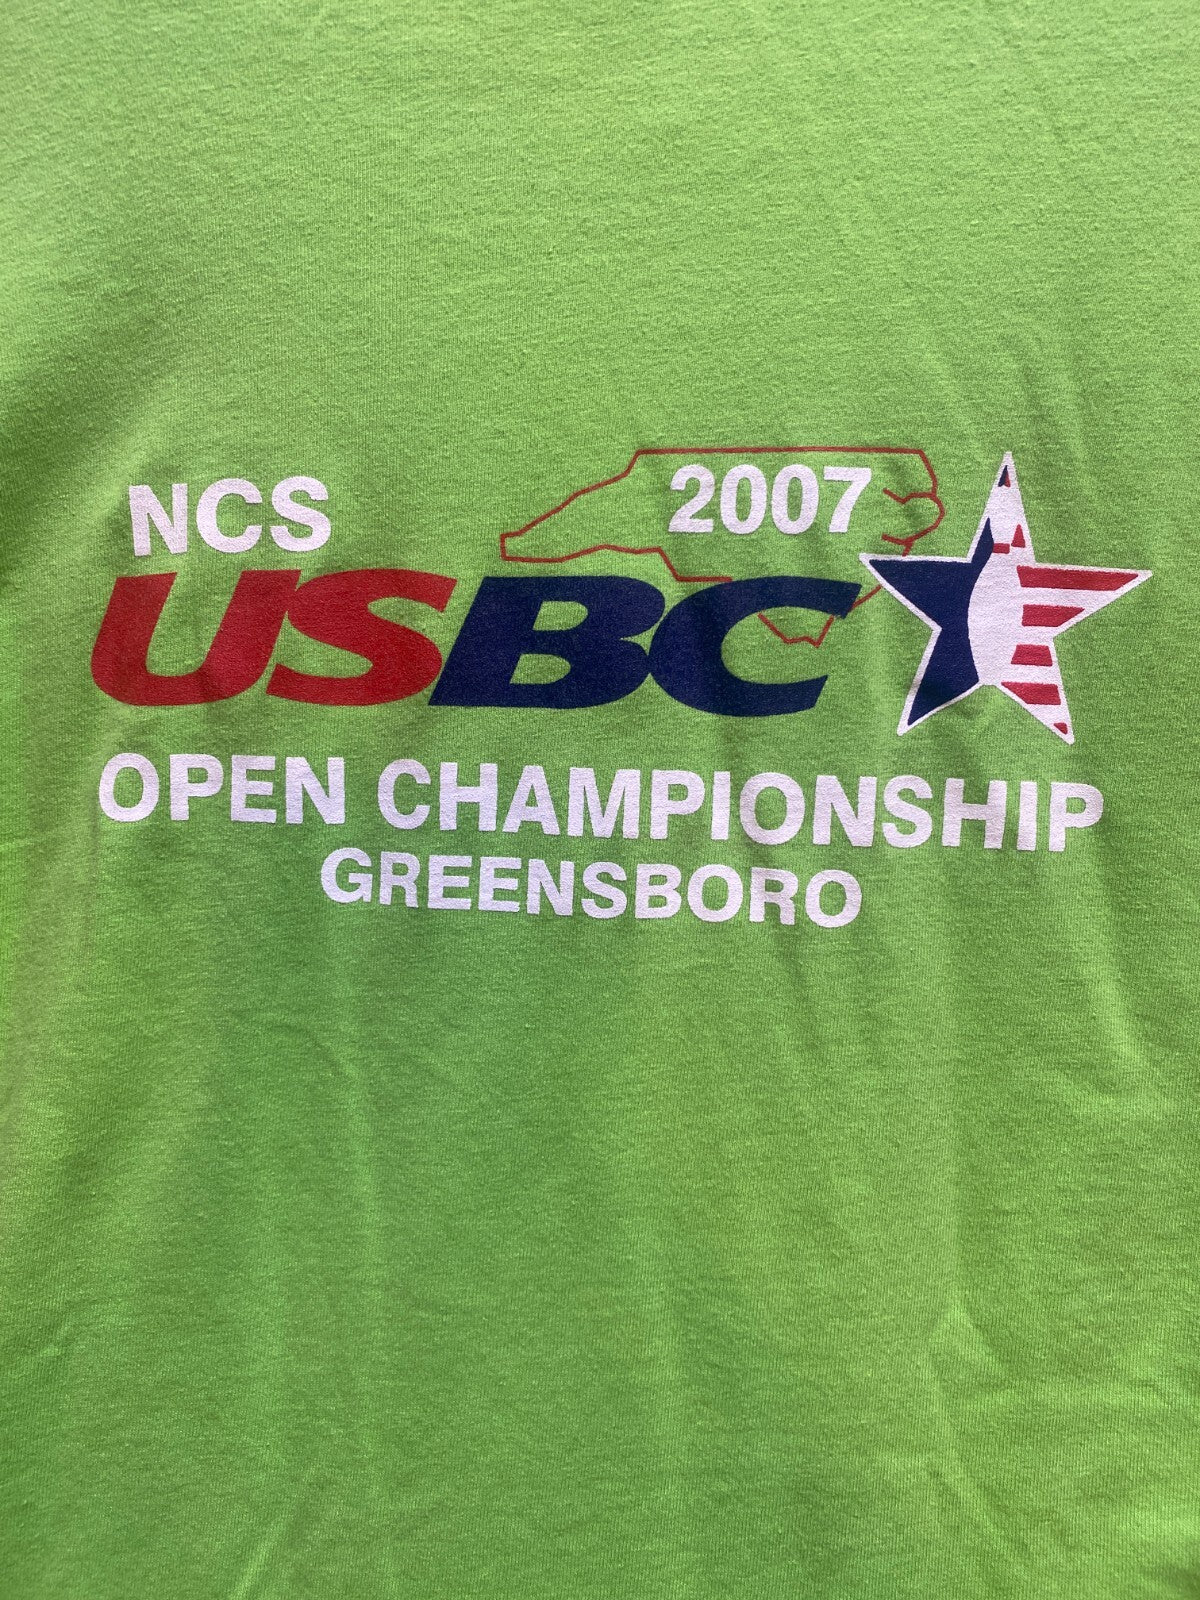 NCS 2007
USBC
OPEN CHAMPIONSHIP
GREENSBORO